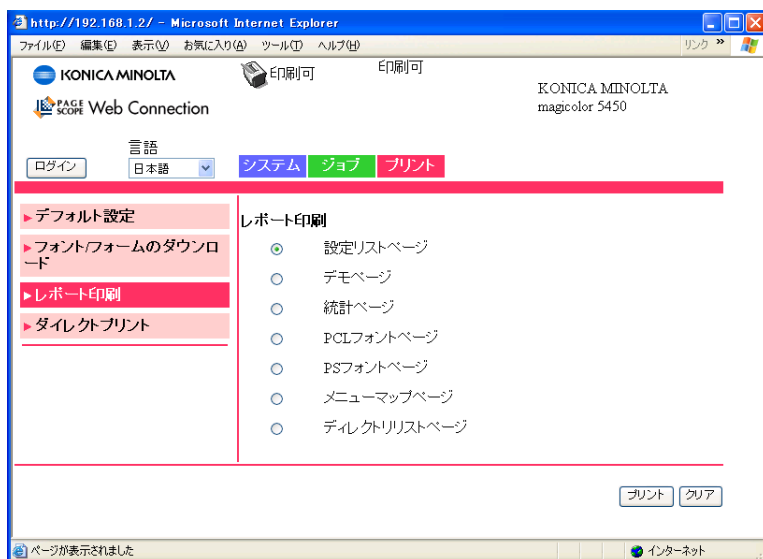 http://192.168.1.2/ - Microsoft Internet Explorer
ファイル(F) 編集(E) 表示(V) お気に入り(A) ツール(T) ヘルプ(H) リンク »
KONICA MINOLTA
印刷可
印刷可
KONICA MINOLTA
magicolor 5450
PAGE SCOPE Web Connection
言語
ログイン
日本語
システム
ジョブ
プリント
デフォルト設定
フォント/フォームのダウンロ
ード
レポート印刷
ダイレクトプリント
レポート印刷
設定リストページ
デモページ
統計ページ
PCLフォントページ
PSフォントページ
メニューマップページ
ディレクトリリストページ
プリント
クリア
ページが表示されました
インターネット